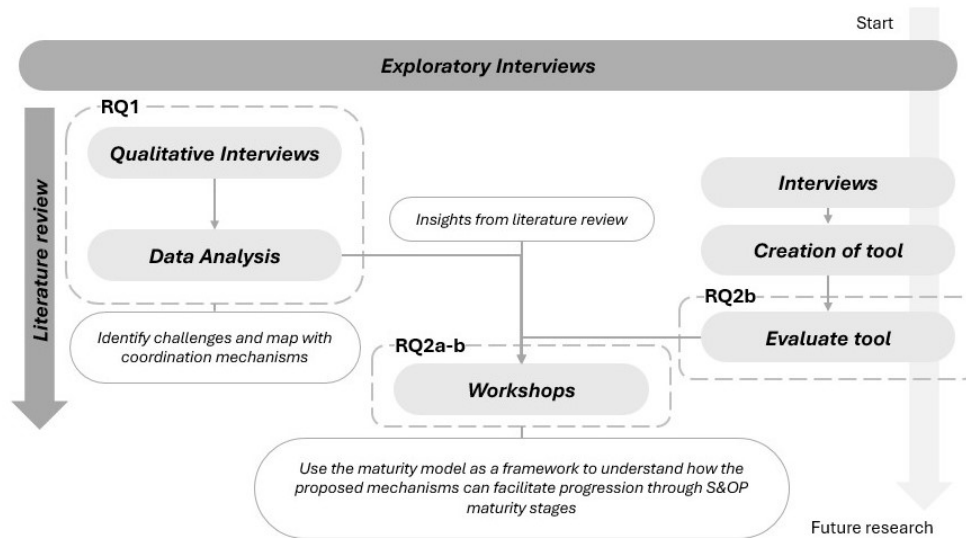 Start
Exploratory Interviews
Literature review
RQ1
Qualitative Interviews
Data Analysis
Identify challenges and map with
coordination mechanisms
Insights from literature review
Interviews
Creation of tool
RQ2b
Evaluate tool
RQ2a-b
Workshops
Use the maturity model as a framework to understand how the
proposed mechanisms can facilitate progression through S&OP
maturity stages
Future research